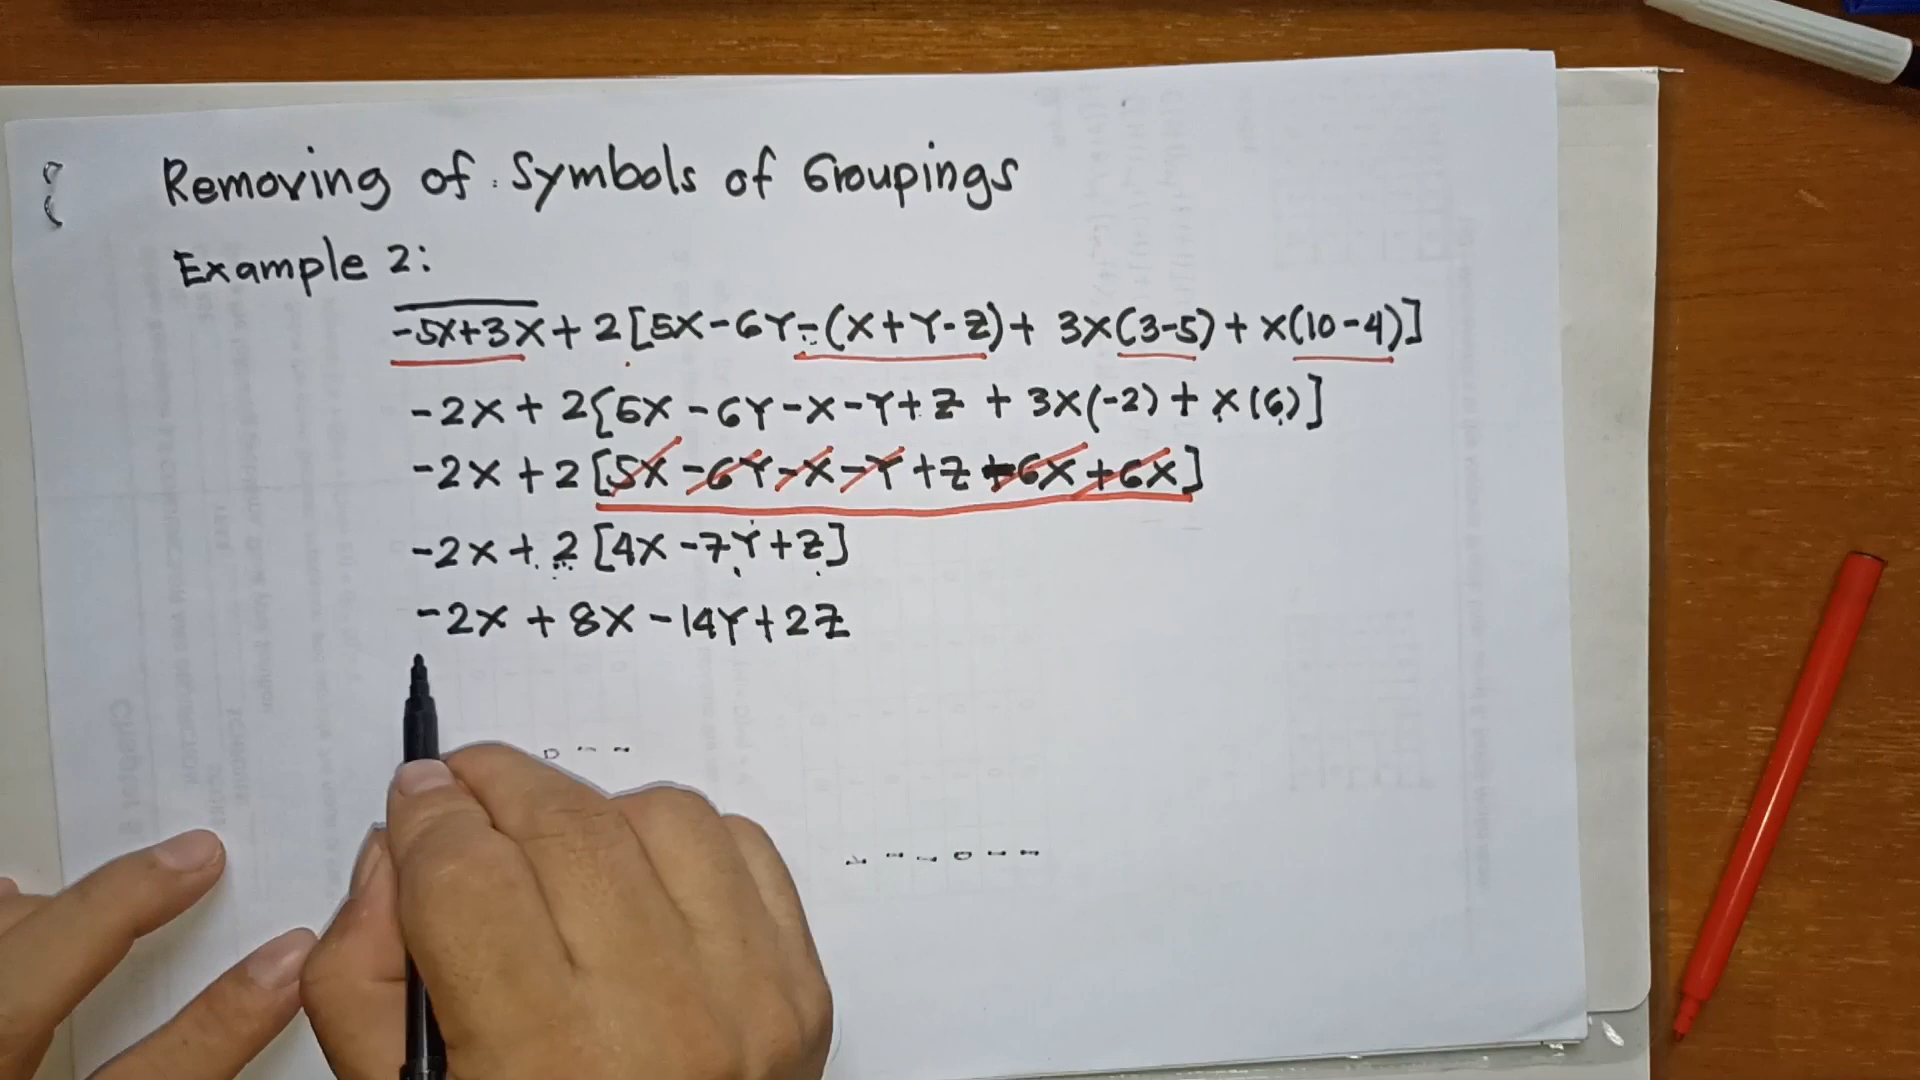 Removing of Symbols of Groupings
Example 2:
-5X+3X + 2[5X-6Y-(X+Y-Z)+ 3X(3-5)+X(10-4)]
-2X + 2[5X-6Y-X-Y+Z + 3X(-2)+X(6)]
-2X + 2[5X-6Y-X-Y+Z-6X+6X]
-2X + 2[4X-7Y+Z]
-2X + 8X-14Y+2Z